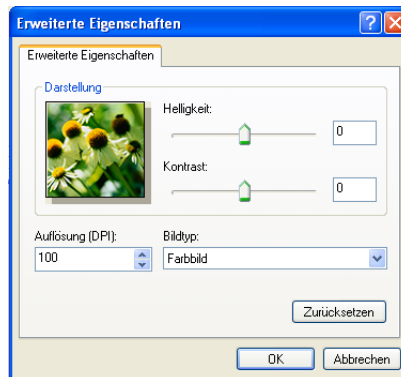 Erweiterte Eigenschaften
Erweiterte Eigenschaften
Darstellung
Helligkeit:
0
Kontrast:
0
Auflösung (DPI):
Bildtyp:
100
Farbbild
Zurücksetzen
OK
Abbrechen